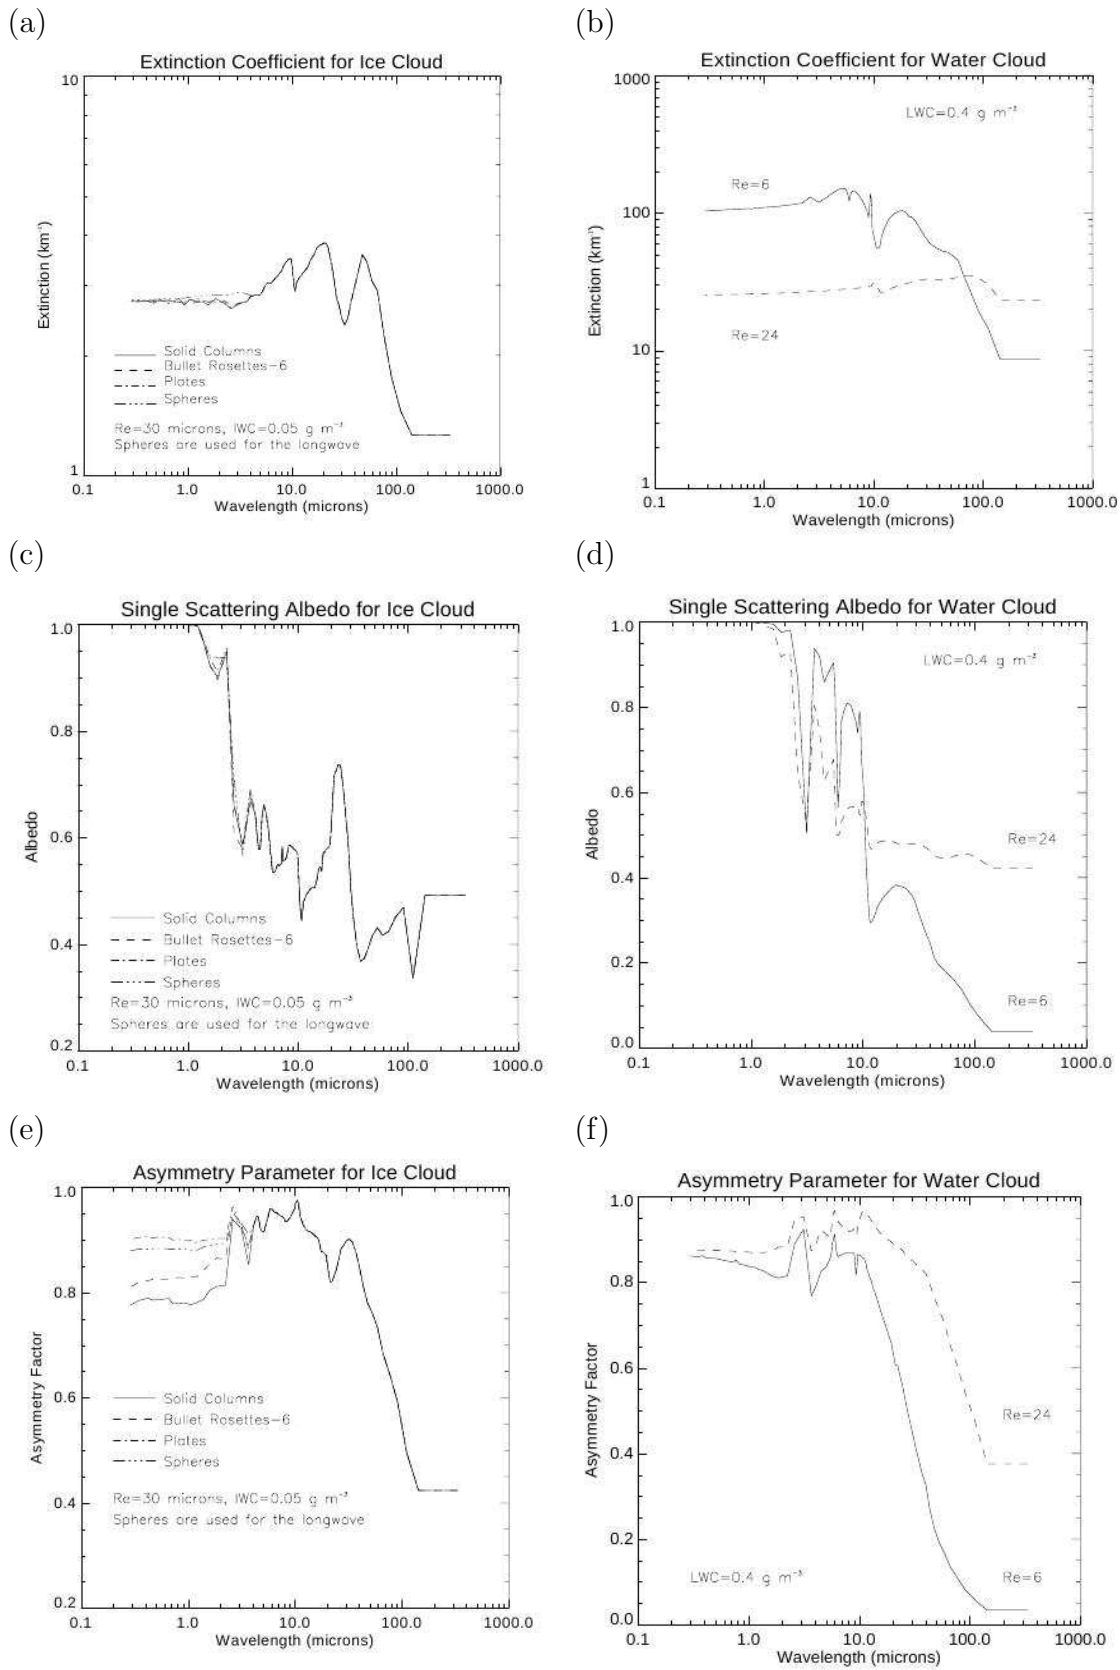 (a)
Extinction Coefficient for Ice Cloud
10
1
Extinction (km⁻¹)
Solid Columns
Bullet Rosettes-6
Plates
Spheres
Re=30 microns, IWC=0.05 g m⁻³
Spheres are used for the longwave
0.1 1.0 10.0 100.0 1000.0
Wavelength (microns)
(b)
Extinction Coefficient for Water Cloud
1000
100
10
1
Extinction (km⁻¹)
LWC=0.4 g m⁻³
Re=6
Re=24
0.1 1.0 10.0 100.0 1000.0
Wavelength (microns)
(c)
Single Scattering Albedo for Ice Cloud
1.0
0.8
0.6
0.4
0.2
Albedo
Solid Columns
Bullet Rosettes-6
Plates
Spheres
Re=30 microns, IWC=0.05 g m⁻³
Spheres are used for the longwave
0.1 1.0 10.0 100.0 1000.0
Wavelength (microns)
(d)
Single Scattering Albedo for Water Cloud
1.0
0.8
0.6
0.4
0.2
0.0
Albedo
LWC=0.4 g m⁻³
Re=24
Re=6
0.1 1.0 10.0 100.0 1000.0
Wavelength (microns)
(e)
Asymmetry Parameter for Ice Cloud
1.0
0.8
0.6
0.4
0.2
Asymmetry Factor
Solid Columns
Bullet Rosettes-6
Plates
Spheres
Re=30 microns, IWC=0.05 g m⁻³
Spheres are used for the longwave
0.1 1.0 10.0 100.0 1000.0
Wavelength (microns)
(f)
Asymmetry Parameter for Water Cloud
1.0
0.8
0.6
0.4
0.2
0.0
Asymmetry Factor
Re=24
LWC=0.4 g m⁻³
Re=6
0.1 1.0 10.0 100.0 1000.0
Wavelength (microns)